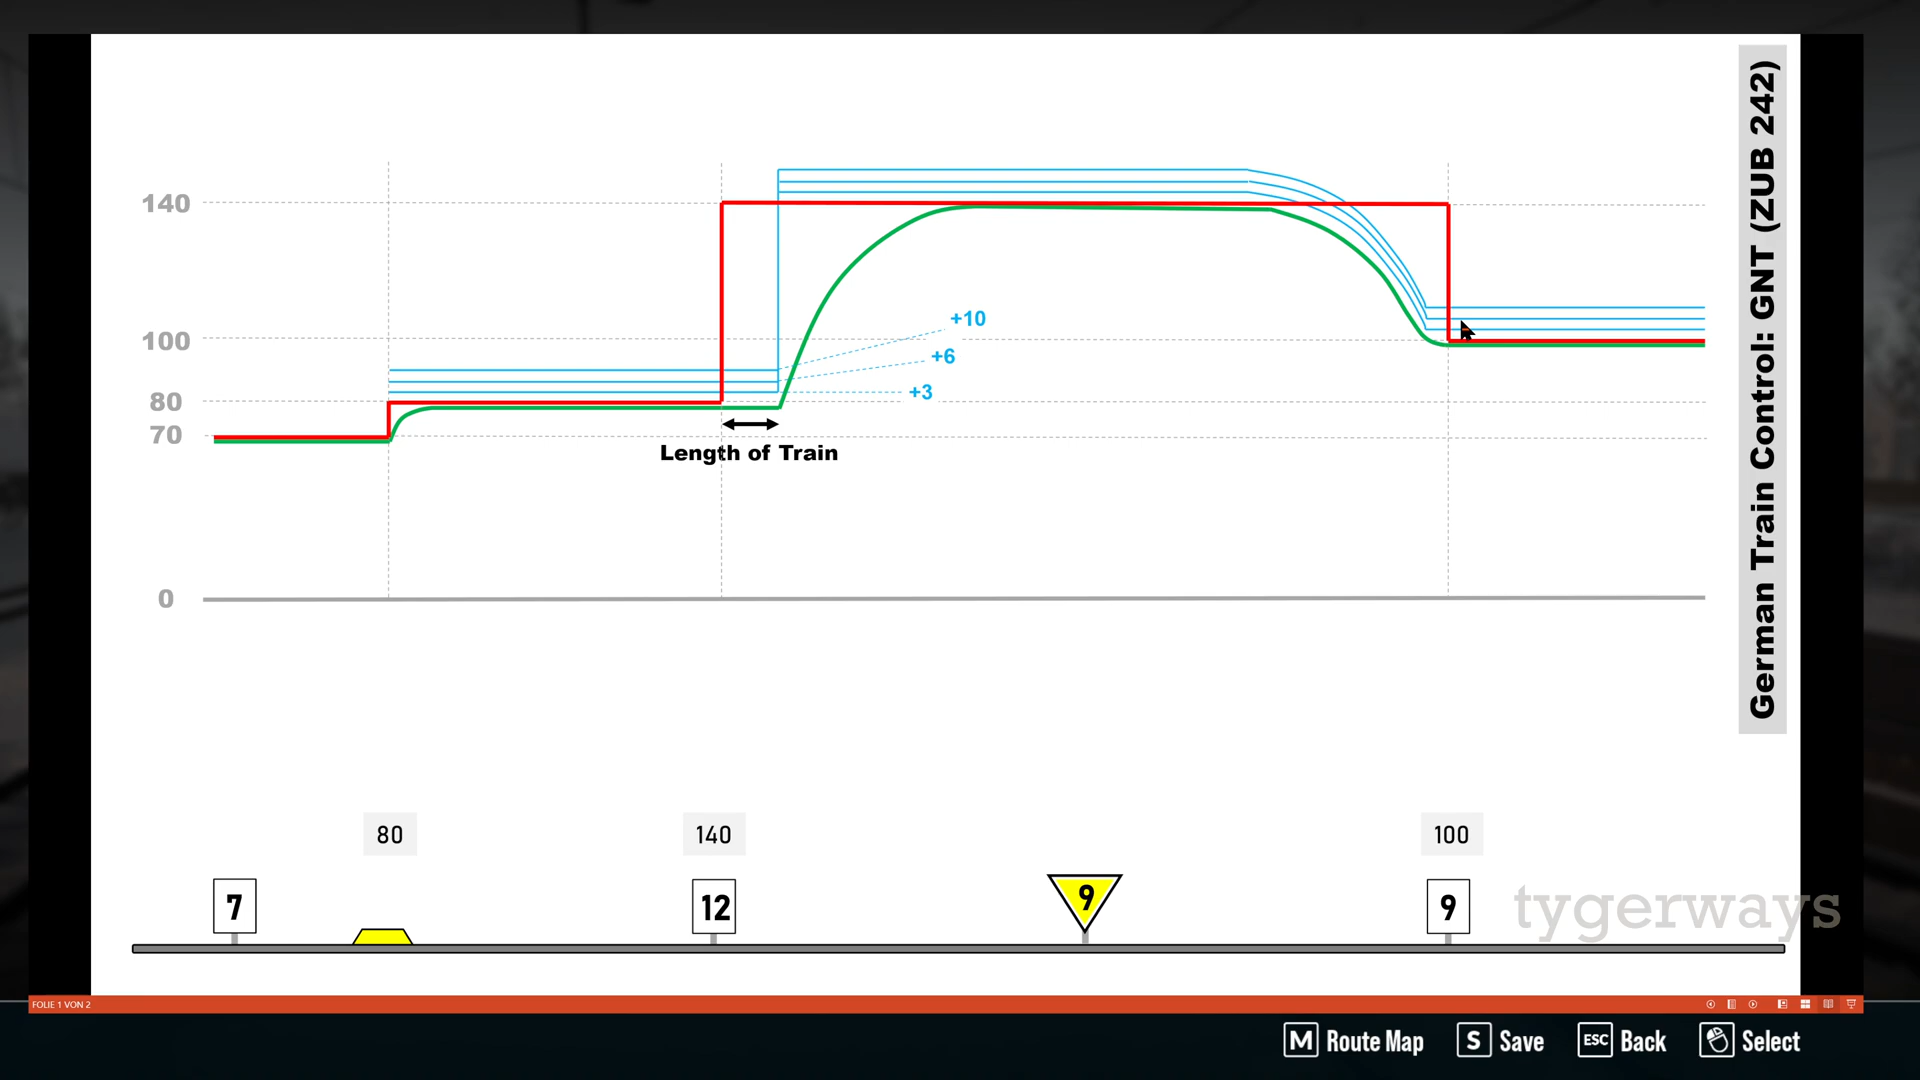 German Train Control: GNT (ZUB 242)
140
100
80
70
0
+10
+6
+3
Length of Train
80
140
100
7
12
9
9
tygerways
FOLIE 1 VON 2
M Route Map
S Save
ESC Back
Select